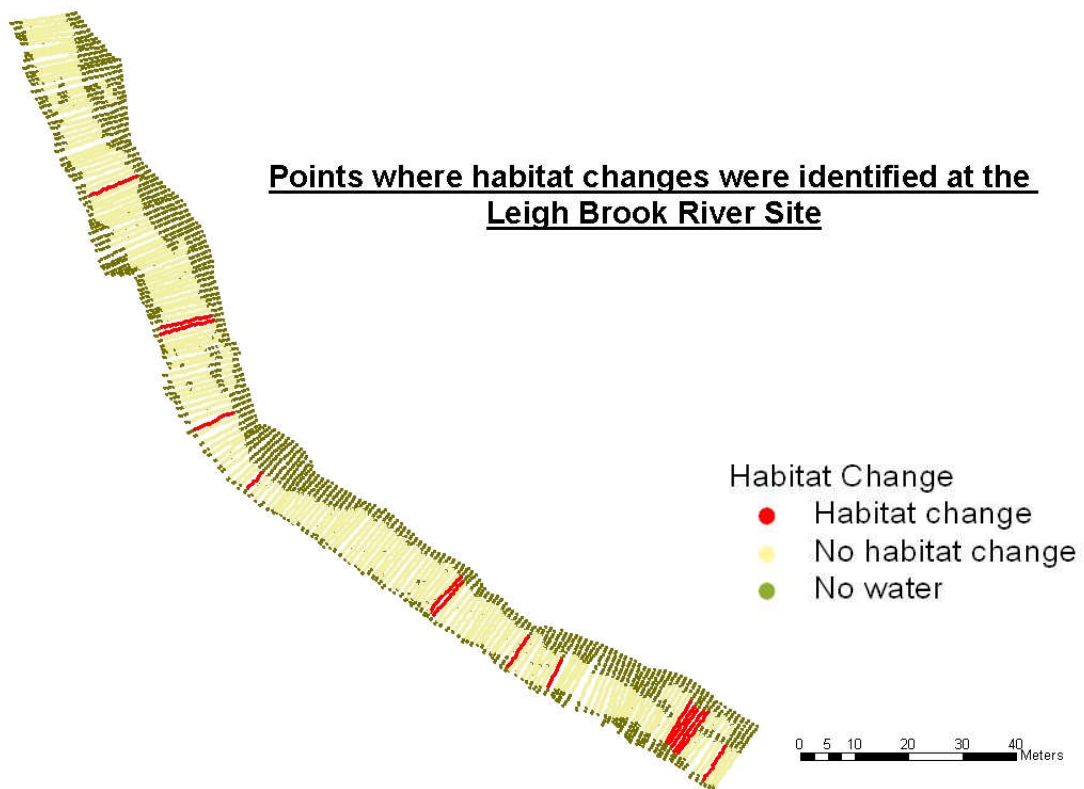 Points where habitat changes were identified at the
Leigh Brook River Site
Habitat Change
Habitat change
No habitat change
No water
0 5 10 20 30 40
Meters